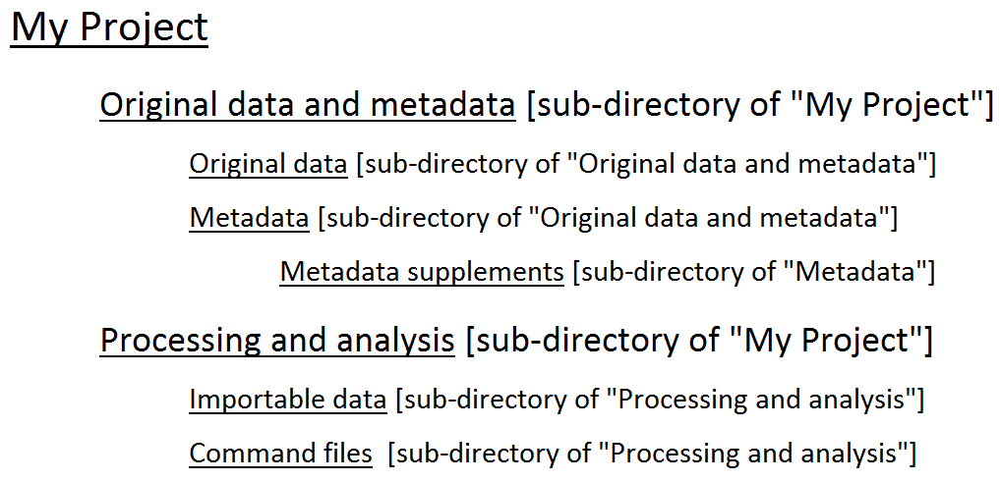 My Project
Original data and metadata [sub-directory of "My Project"]
Original data [sub-directory of "Original data and metadata"]
Metadata [sub-directory of "Original data and metadata"]
Metadata supplements [sub-directory of "Metadata"]
Processing and analysis [sub-directory of "My Project"]
Importable data [sub-directory of "Processing and analysis"]
Command files  [sub-directory of "Processing and analysis"]